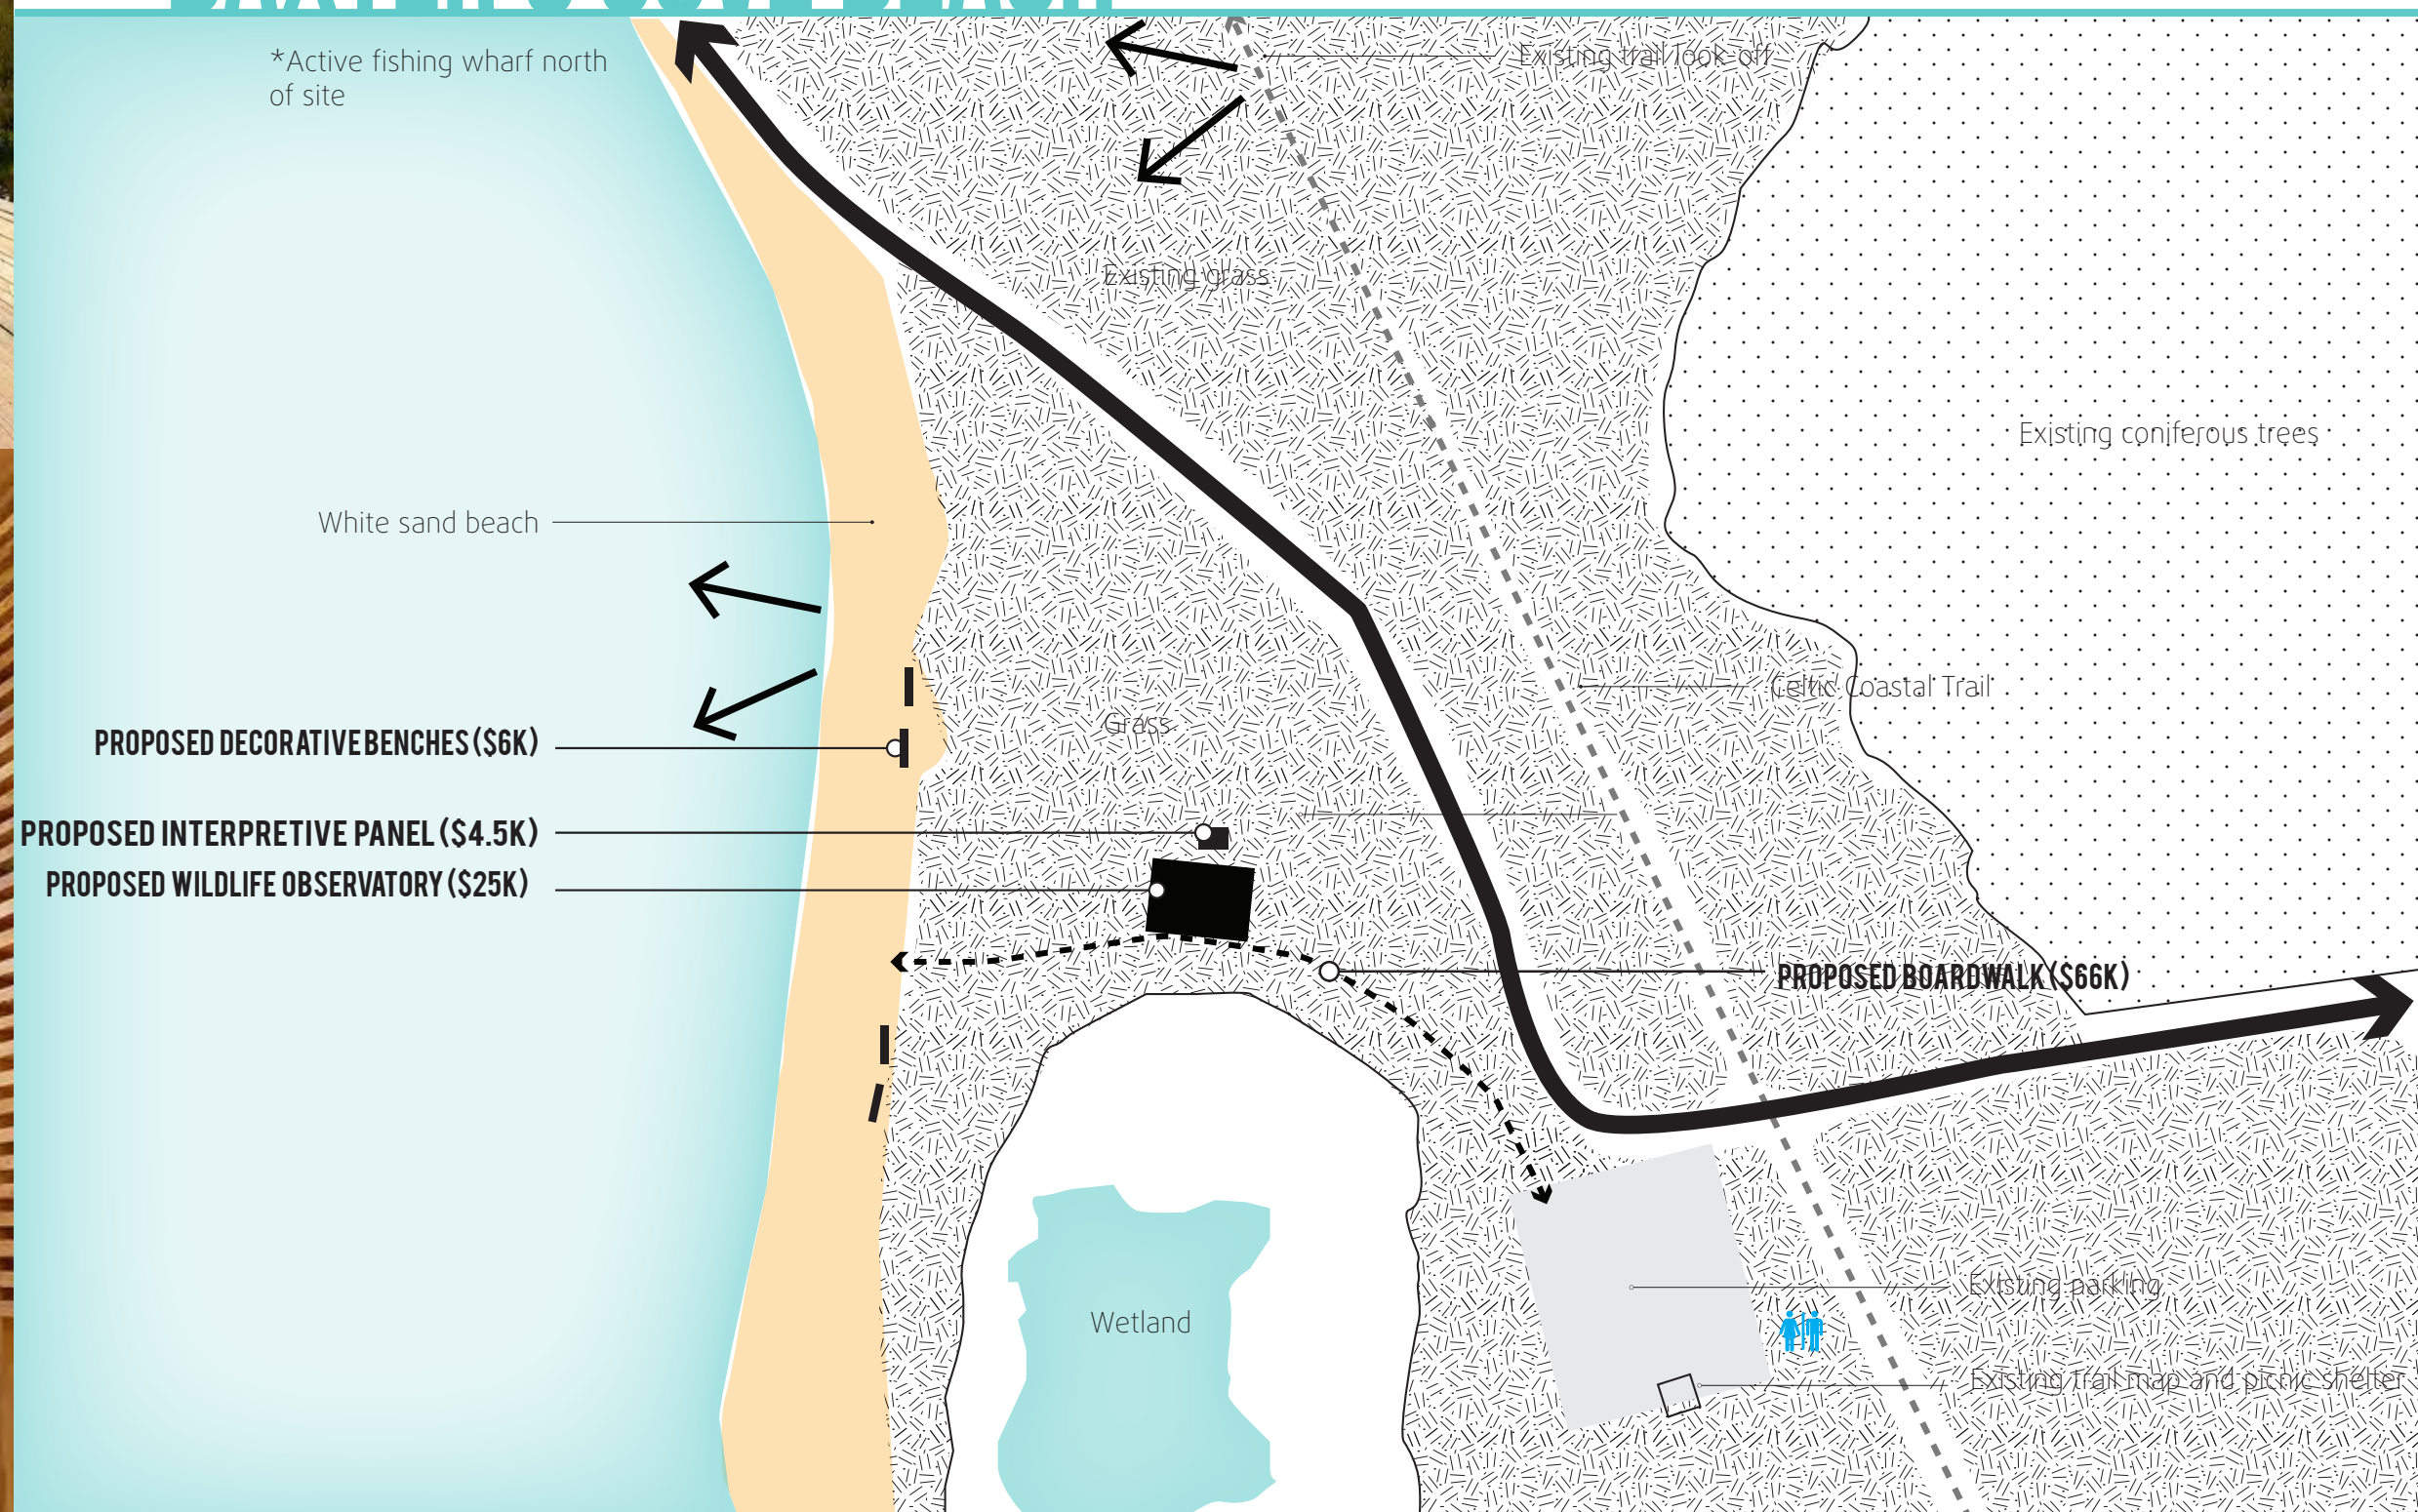 *Active fishing wharf north
of site
Existing trail look-off
Existing grass
Existing coniferous trees
White sand beach
Celtic Coastal Trail
Grass
PROPOSED DECORATIVE BENCHES ($6K)
PROPOSED INTERPRETIVE PANEL ($4.5K)
PROPOSED WILDLIFE OBSERVATORY ($25K)
PROPOSED BOARDWALK ($66K)
Existing parking
Wetland
Existing trail map and picnic shelter